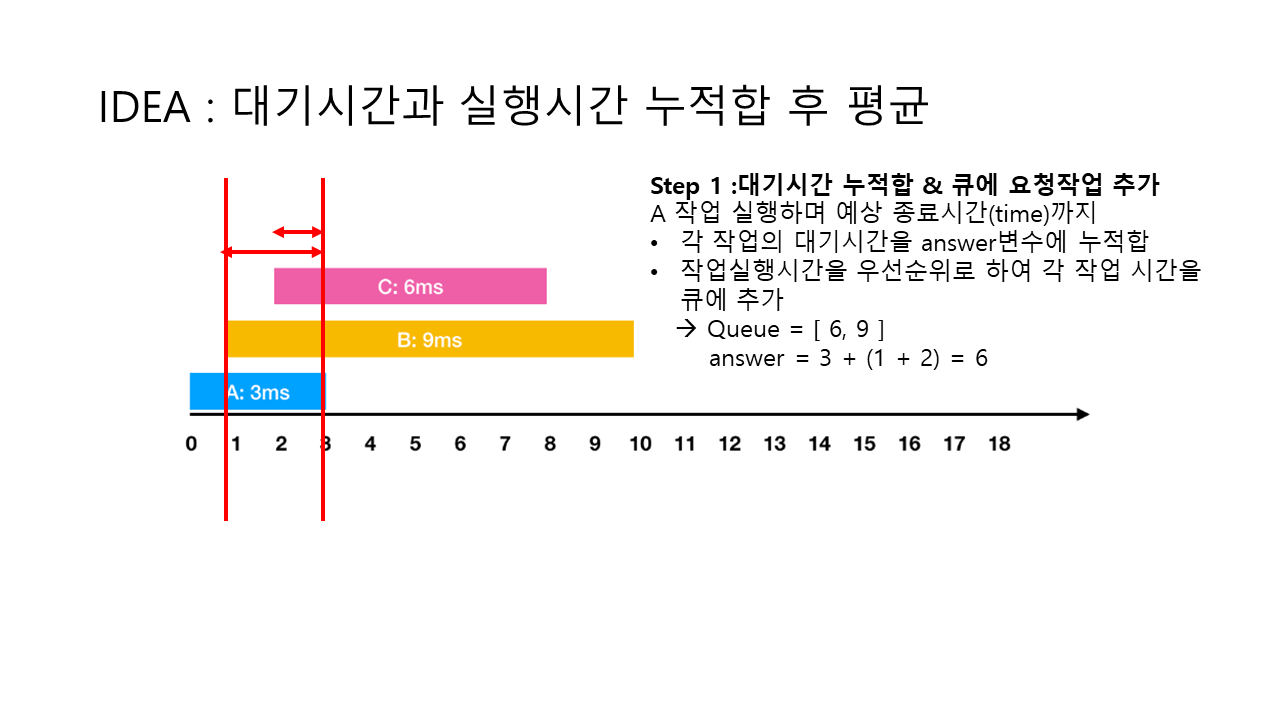 IDEA : 대기시간과 실행시간 누적합 후 평균
Step 1 :대기시간 누적합 & 큐에 요청작업 추가
A 작업 실행하며 예상 종료시간(time)까지
• 각 작업의 대기시간을 answer변수에 누적합
• 작업실행시간을 우선순위로 하여 각 작업 시간을
큐에 추가
→ Queue = [ 6, 9 ]
answer = 3 + (1 + 2) = 6
C: 6ms
B: 9ms
A: 3ms
0 1 2 3 4 5 6 7 8 9 10 11 12 13 14 15 16 17 18